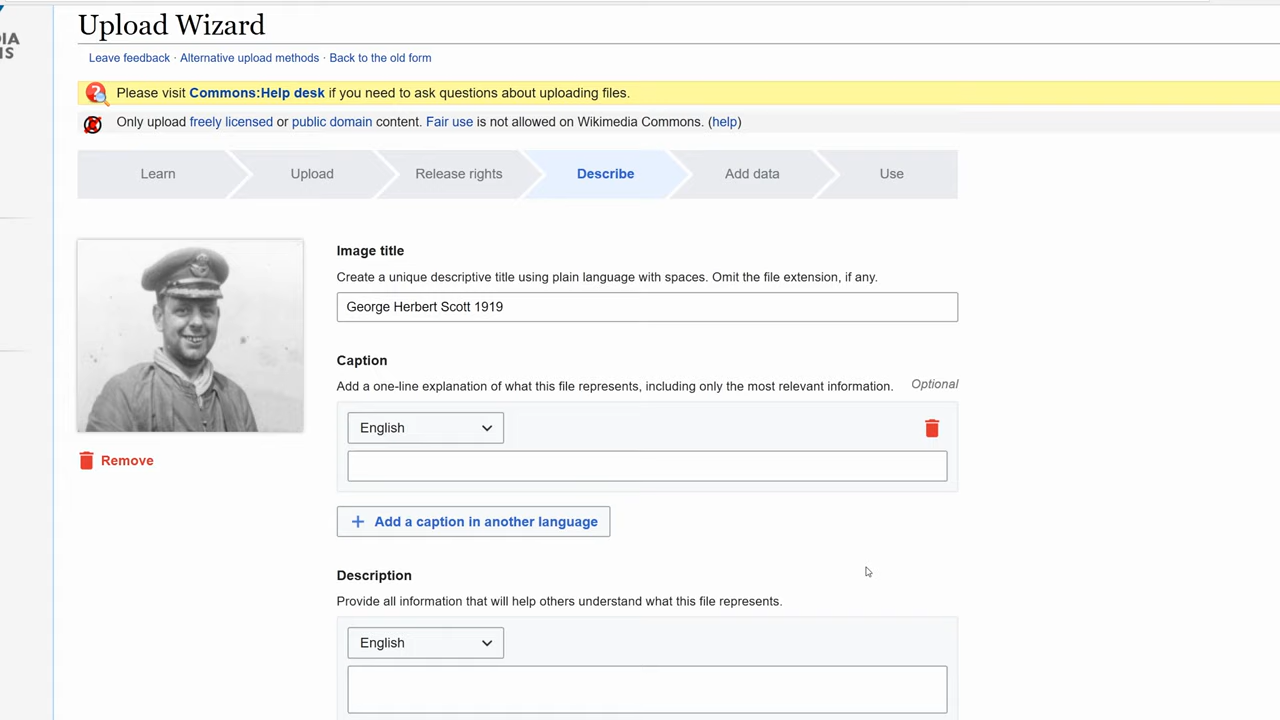 Upload Wizard
Leave feedback · Alternative upload methods · Back to the old form
Please visit Commons:Help desk if you need to ask questions about uploading files.
Only upload freely licensed or public domain content. Fair use is not allowed on Wikimedia Commons. (help)
Learn Upload Release rights Describe Add data Use
Image title
Create a unique descriptive title using plain language with spaces. Omit the file extension, if any.
George Herbert Scott 1919
Caption
Add a one-line explanation of what this file represents, including only the most relevant information. Optional
English
Remove
Add a caption in another language
Description
Provide all information that will help others understand what this file represents.
English